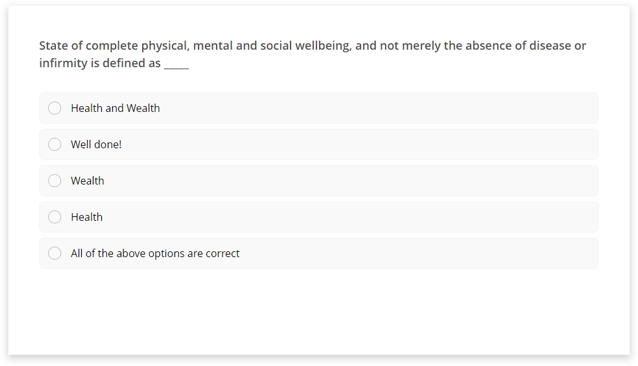 State of complete physical, mental and social wellbeing, and not merely the absence of disease or
infirmity is defined as _____
Health and Wealth
Well done!
Wealth
Health
All of the above options are correct